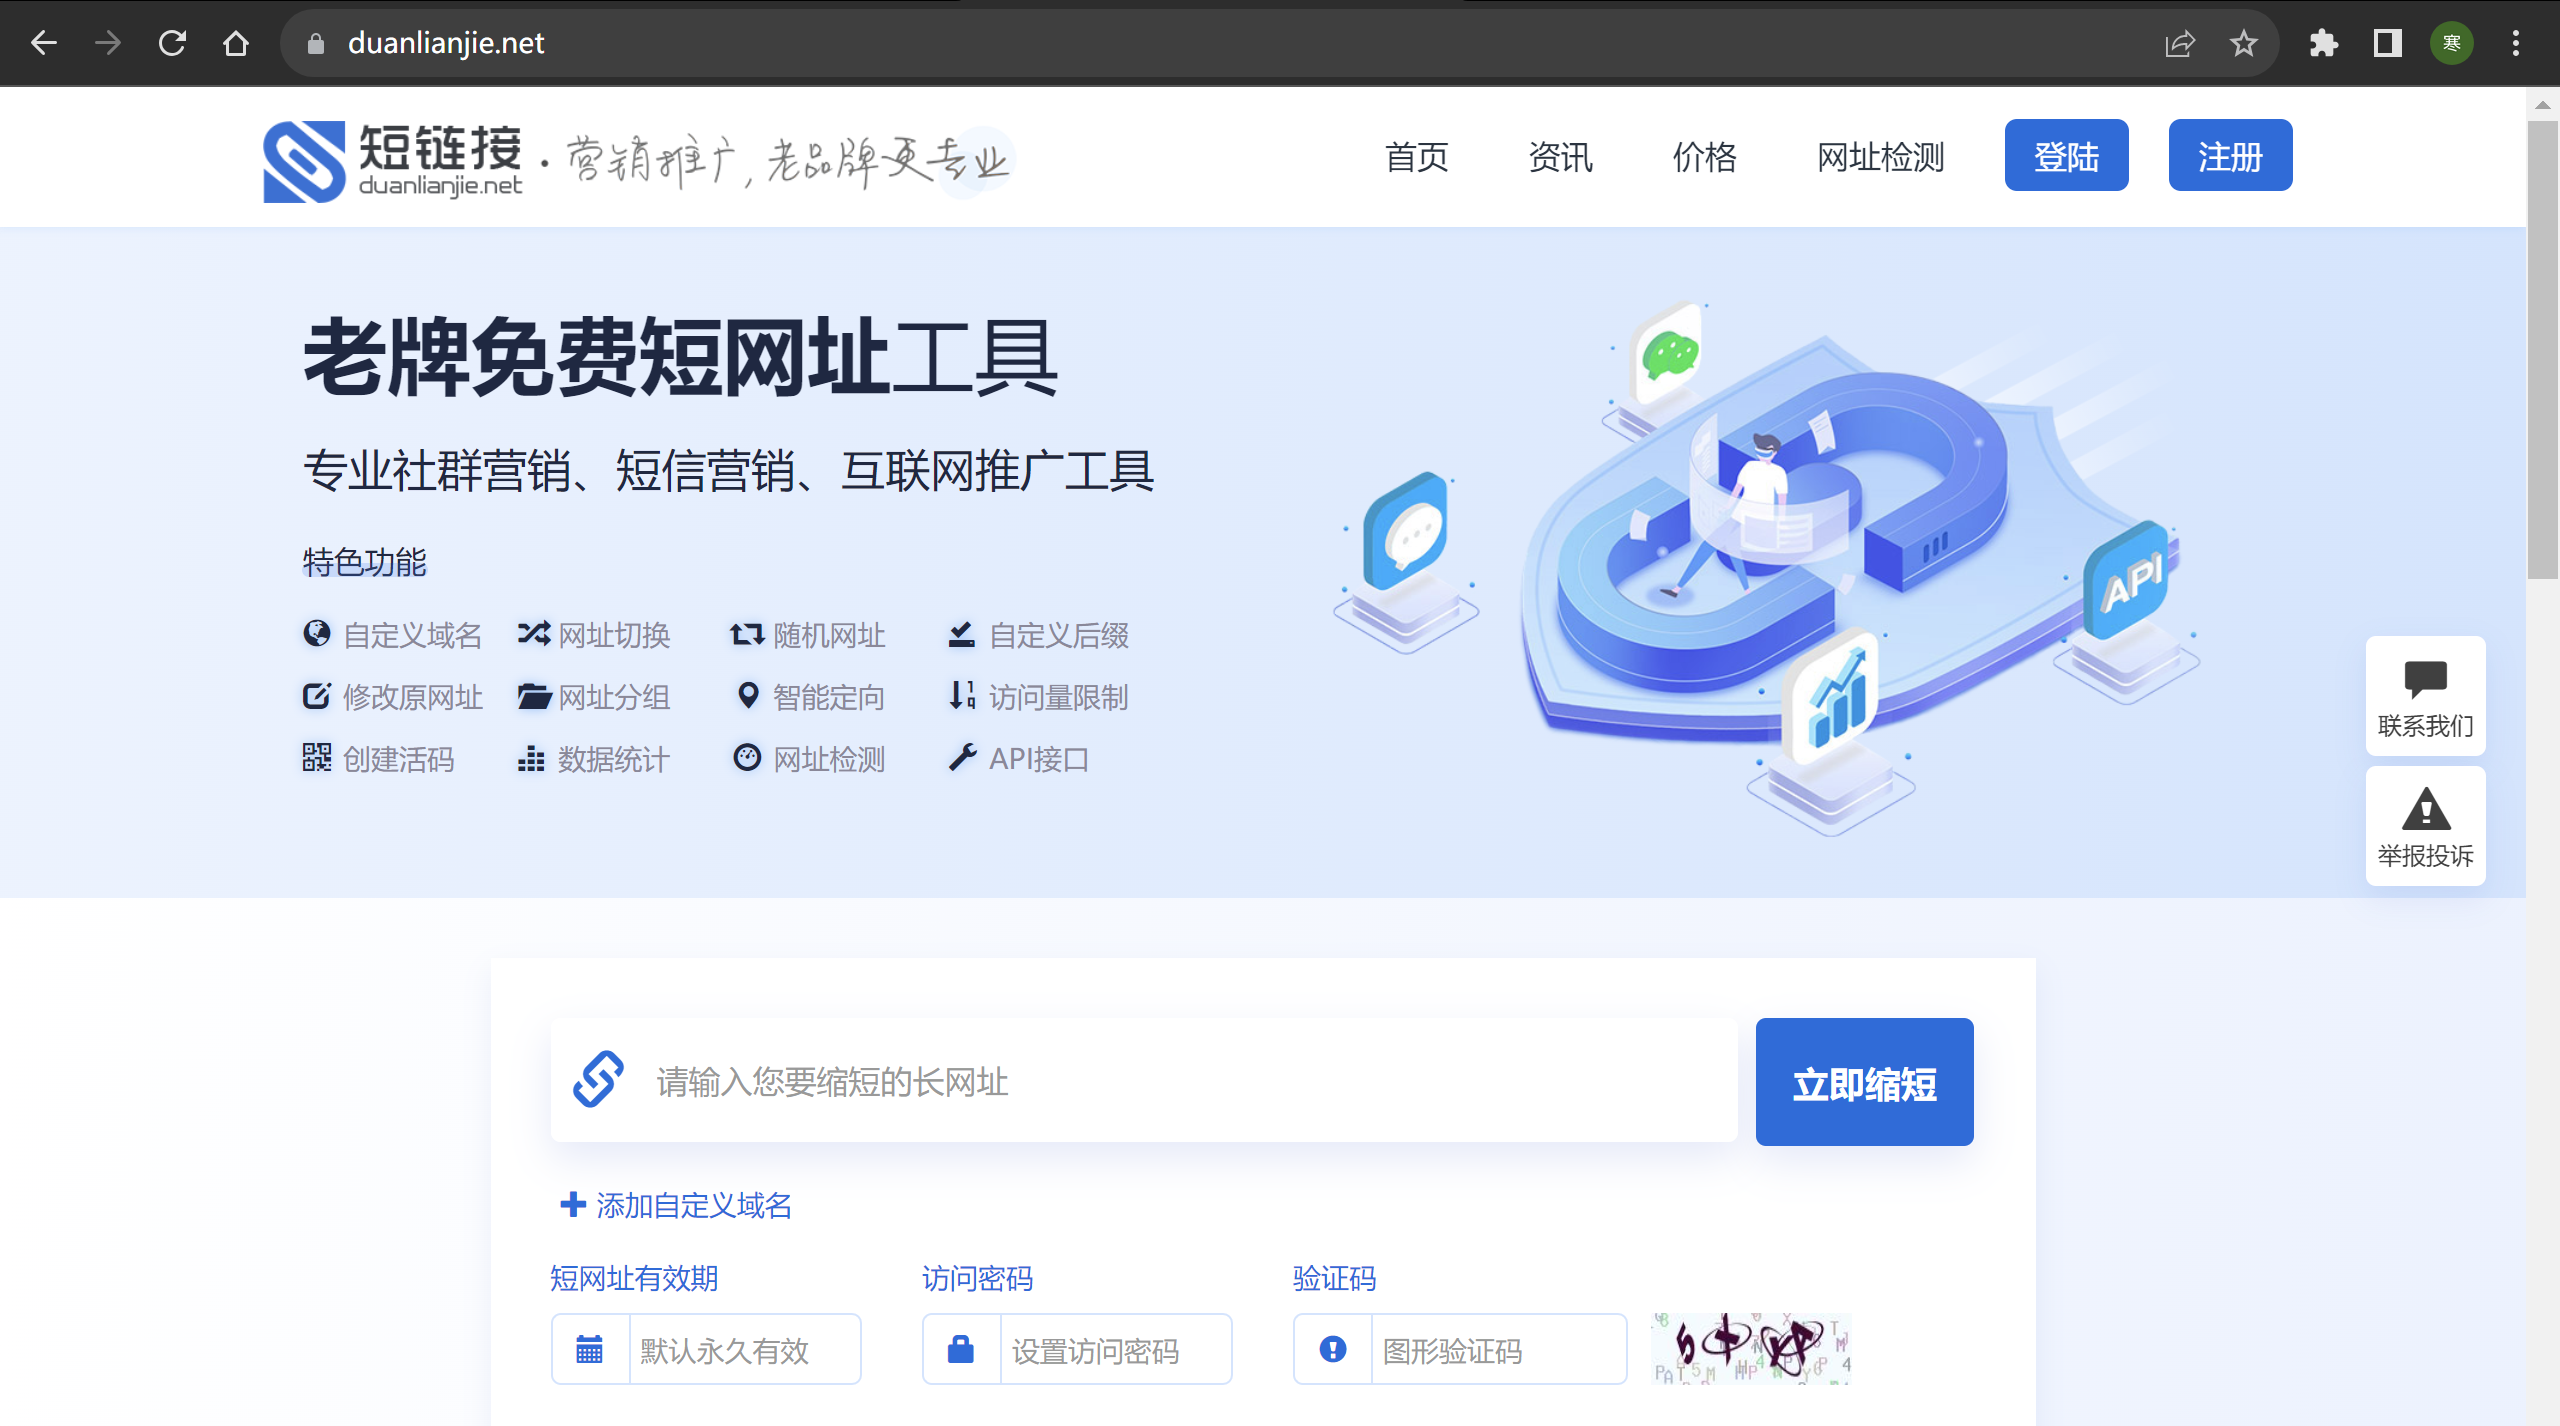 duanlianjie.net
寒
短链接
duanlianjie.net
·营销推广,老品牌更专业
首页
资讯
价格
网址检测
登陆
注册
老牌免费短网址工具
专业社群营销、短信营销、互联网推广工具
特色功能
自定义域名
网址切换
随机网址
自定义后缀
修改原网址
网址分组
智能定向
访问量限制
创建活码
数据统计
网址检测
API接口
API
联系我们
举报投诉
请输入您要缩短的长网址
立即缩短
添加自定义域名
短网址有效期
访问密码
验证码
默认永久有效
设置访问密码
图形验证码